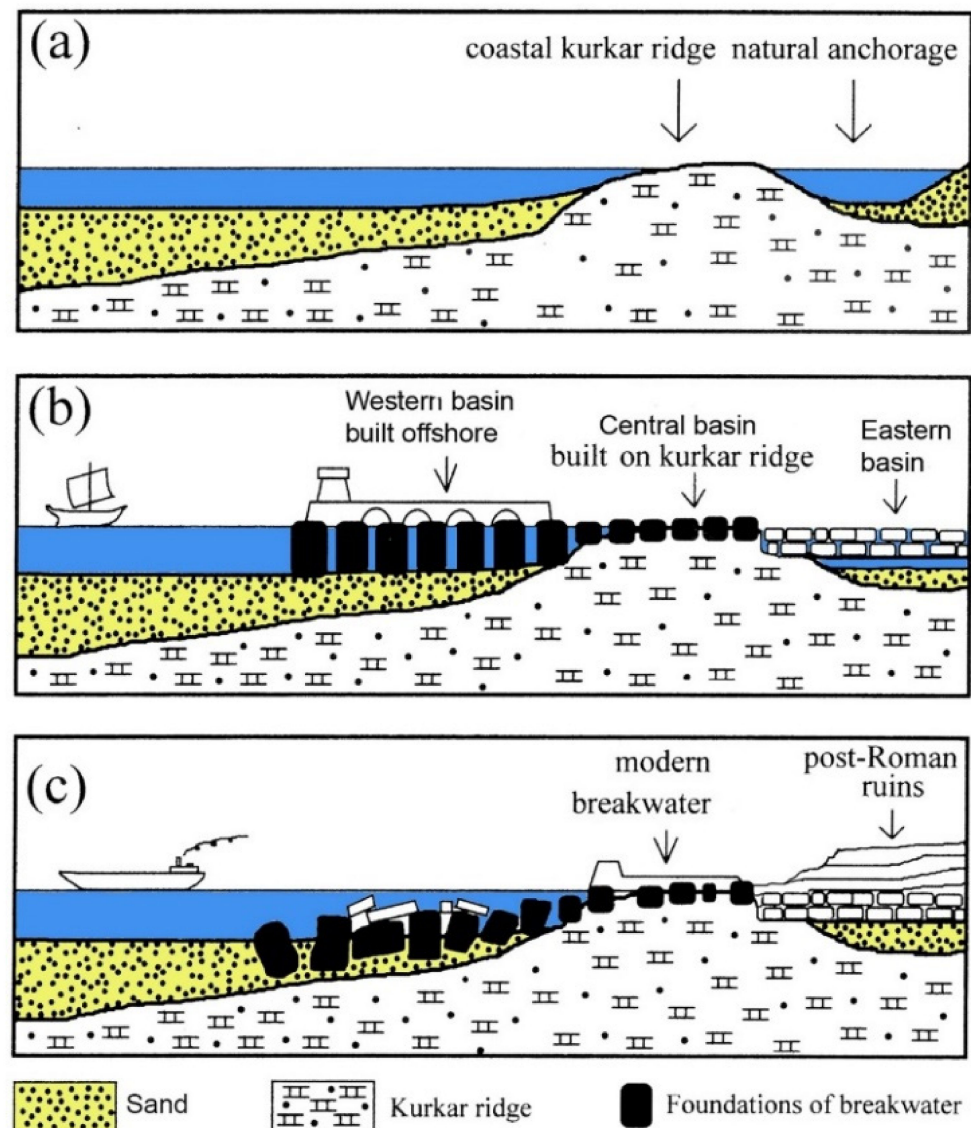 (a)
coastal kurkar ridge natural anchorage
(b)
Western basin
built offshore
Central basin
built on kurkar ridge
Eastern
basin
(c)
modern
breakwater
post-Roman
ruins
Sand
Kurkar ridge
Foundations of breakwater